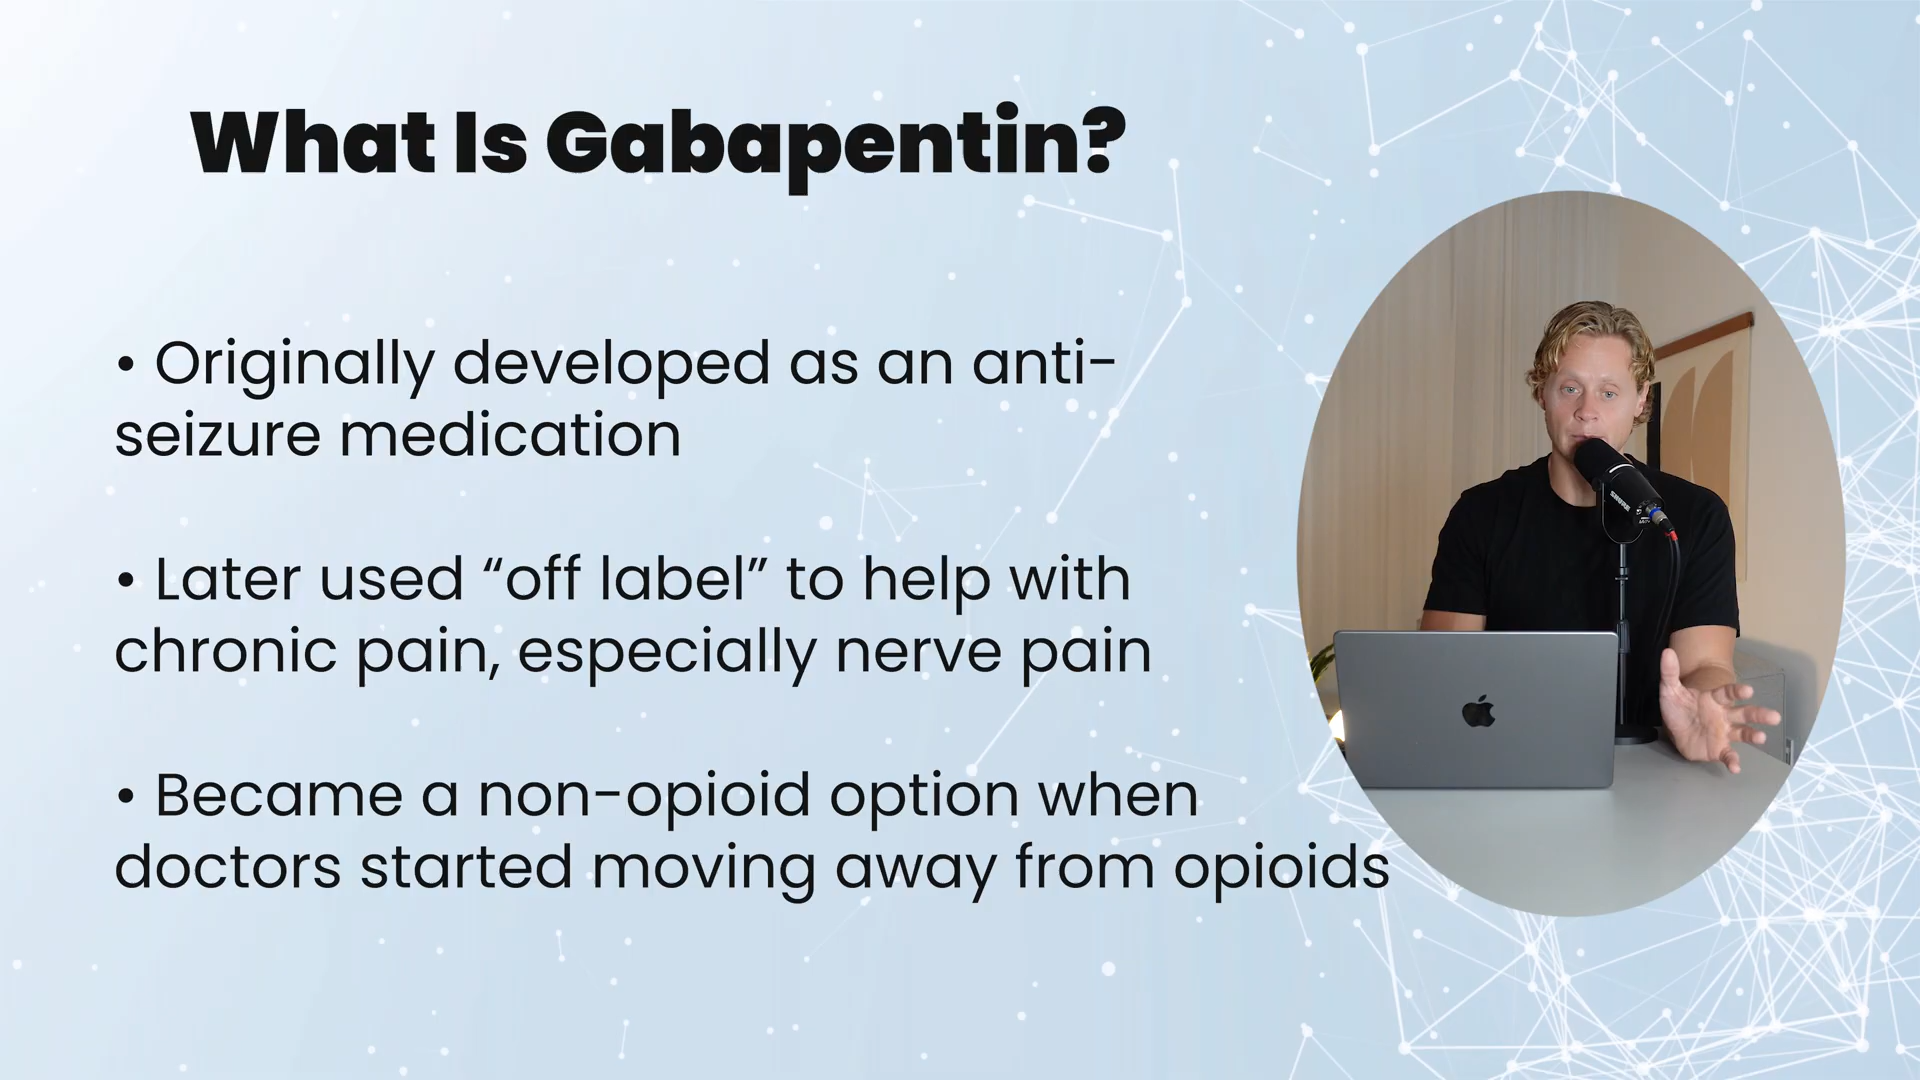 What Is Gabapentin?
• Originally developed as an anti-
seizure medication
• Later used “off label” to help with
chronic pain, especially nerve pain
• Became a non-opioid option when
doctors started moving away from opioids
SHURE